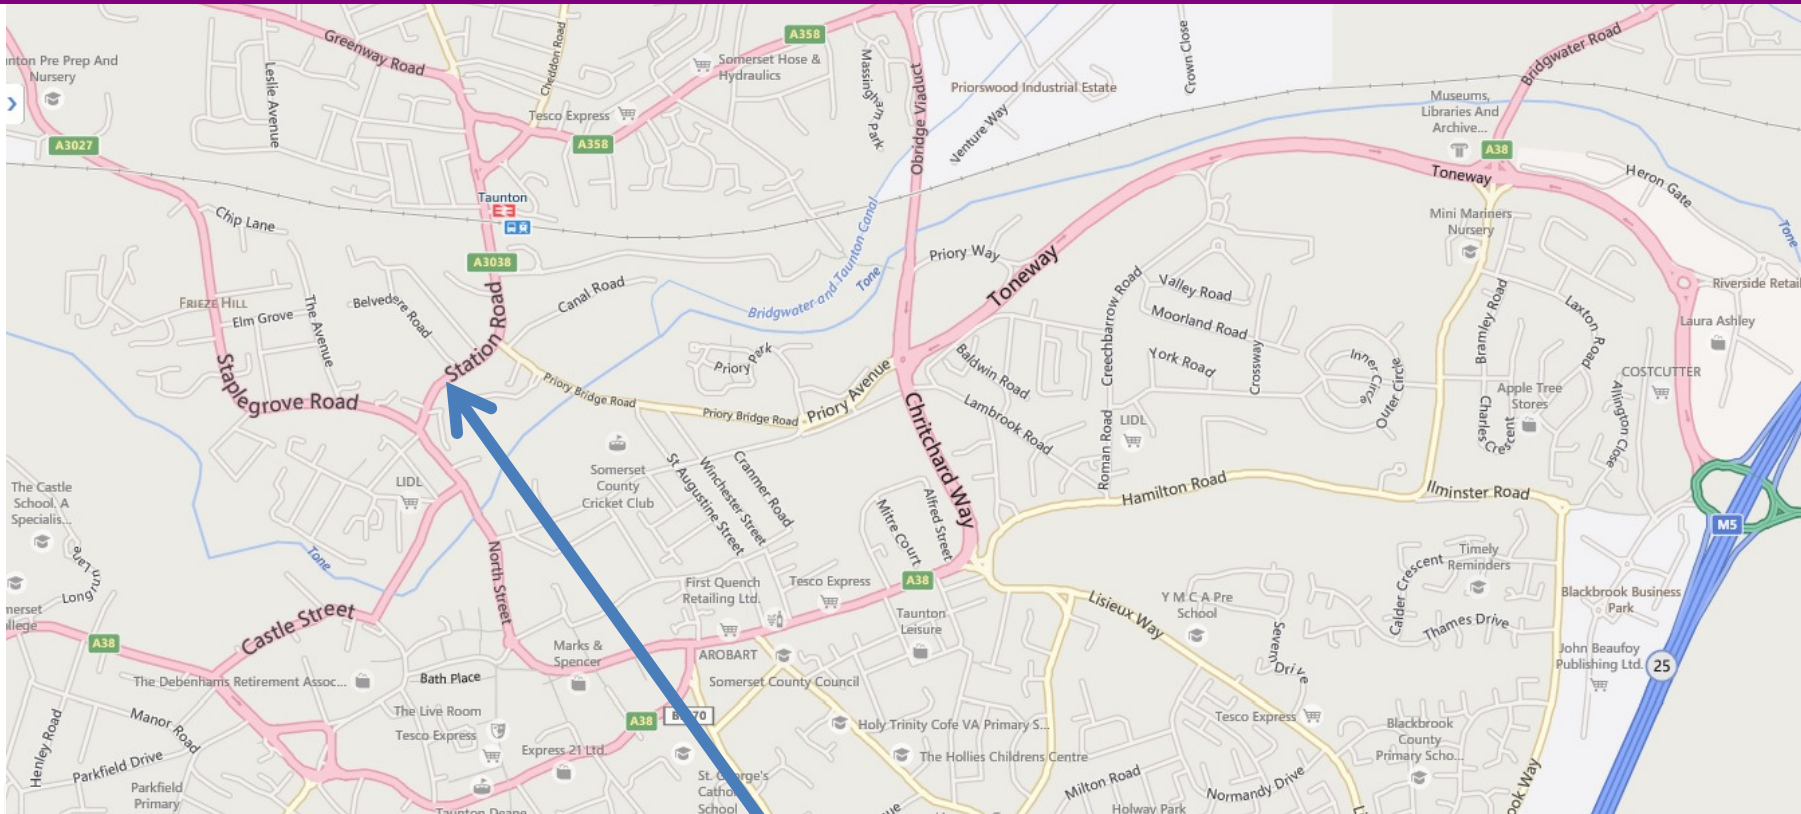 Greenway Road
Cheddon Road
A358
Somerset Hose &
Hydraulics
Massingham Park
Obridge Viaduct
Priorswood Industrial Estate
Venture Way
Crown Close
Bridgwater Road
Museums,
Libraries And
Archive...
A38
Toneway
Heron Gate
Tone
Pre Prep And
Nursery
Leslie Avenue
A3027
Tesco Express
A358
Taunton
A3038
Chip Lane
FRIEZE HILL
Elm Grove
The Avenue
Belvedere Road
Station Road
Canal Road
Bridgwater and Taunton Canal
Tone
Priory Way
Toneway
Mini Mariners
Nursery
Riverside Retail
Laura Ashley
Valley Road
Moorland Road
York Road
Crossway
Creechbarrow Road
Roman Road
Inner Circle
Outer Circle
Bramley Road
Laxton Road
Charles Crescent
Apple Tree
Stores
Allington Close
COSTCUTTER
Staplegrove Road
Priory Park
Priory Bridge Road
Priory Bridge Road
Priory Avenue
Baldwin Road
Lambrook Road
LIDL
Chritchard Way
Hamilton Road
Ilminster Road
M5
The Castle
School. A
Specialis...
LIDL
Somerset
County
Cricket Club
St Augustine Street
Winchester Street
Cranmer Road
Mitre Court
Alfred Street
Tone
North Street
Long Run Lane
Castle Street
A38
First Quench
Retailing Ltd.
Tesco Express
A38
Taunton
Leisure
Lisieux Way
Y M C A Pre
School
Severn Drive
Calder Crescent
Timely
Reminders
Thames Drive
Blackbrook Business
Park
John Beaufoy
Publishing Ltd.
25
Marks &
Spencer
AROBART
Somerset County Council
The Debenhams Retirement Assoc...
Bath Place
The Live Room
Tesco Express
Manor Road
Henley Road
Parkfield Drive
Parkfield
Primary
A38
Express 21 Ltd
Holy Trinity Cofe VA Primary S...
The Hollies Childrens Centre
Tesco Express
Blackbrook
County
Primary Scho...
Milton Road
Normandy Drive
Holway Park
St. George's
Catholic
School
Taunton Deane